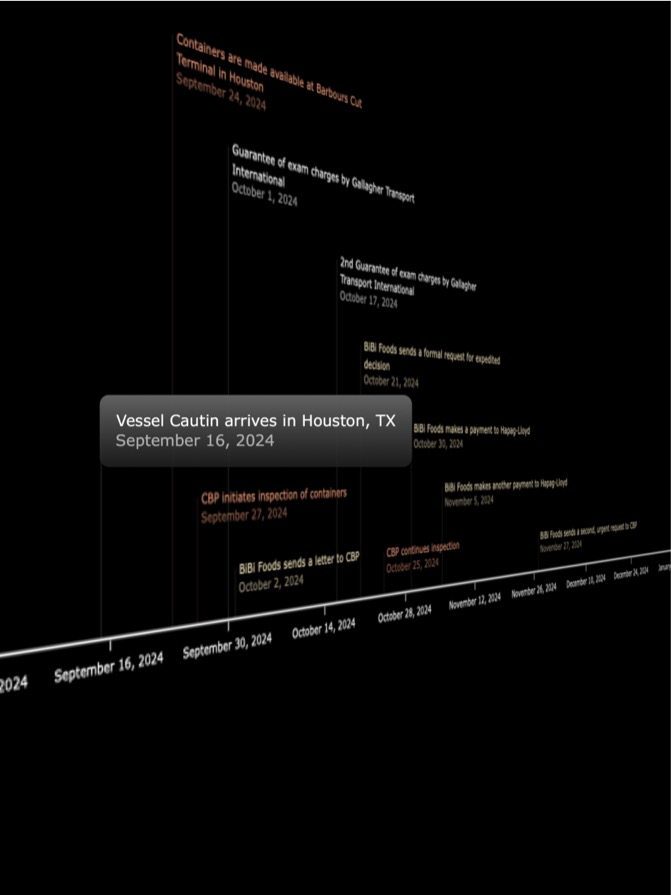 Containers are made available at Barbours Cut
Terminal in Houston
September 24, 2024
Guarantee of exam charges by Gallagher Transport
International
October 1, 2024
2nd Guarantee of exam charges by Gallagher
Transport International
October 17, 2024
BiBi Foods sends a formal request for expedited
decision
October 21, 2024
Vessel Cautin arrives in Houston, TX
September 16, 2024
BiBi Foods makes a payment to Hapag-Lloyd
October 30, 2024
BiBi Foods makes another payment to Hapag-Lloyd
November 5, 2024
CBP initiates inspection of containers
September 27, 2024
BiBi Foods sends a second, urgent request to CBP
November 27, 2024
CBP continues inspection
October 25, 2024
BiBi Foods sends a letter to CBP
October 2, 2024
2024
September 16, 2024
September 30, 2024
October 14, 2024
October 28, 2024
November 12, 2024
November 26, 2024
December 10, 2024
December 24, 2024
January